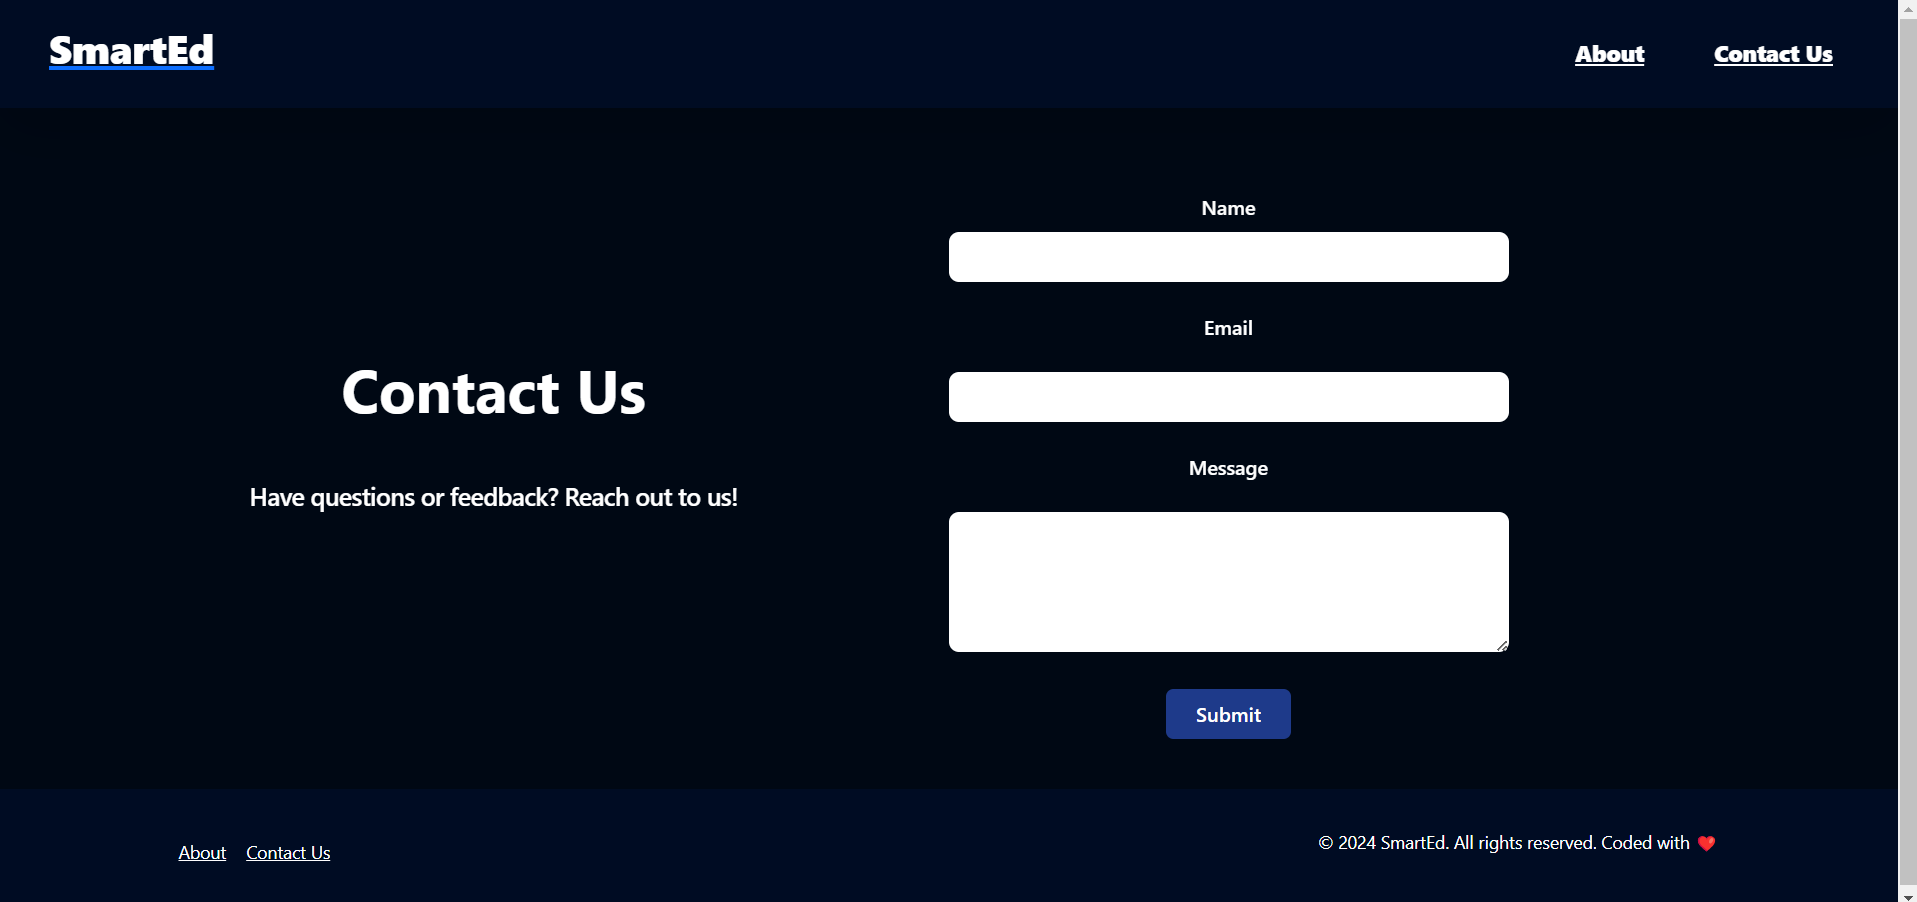 SmartEd
About
Contact Us
Contact Us
Have questions or feedback? Reach out to us!
Name
Email
Message
Submit
About
Contact Us
© 2024 SmartEd. All rights reserved. Coded with ❤️